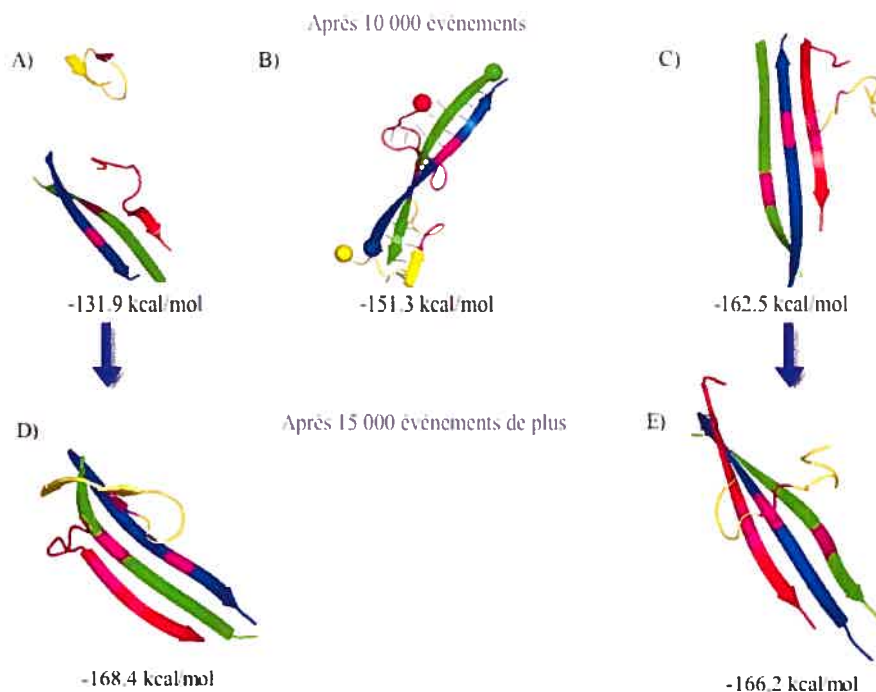 Après 10 000 événements
A)
B)
C)
-131.9 kcal/mol
-151.3 kcal/mol
-162.5 kcal/mol
Après 15 000 événements de plus
D)
E)
-168.4 kcal/mol
-166.2 kcal/mol